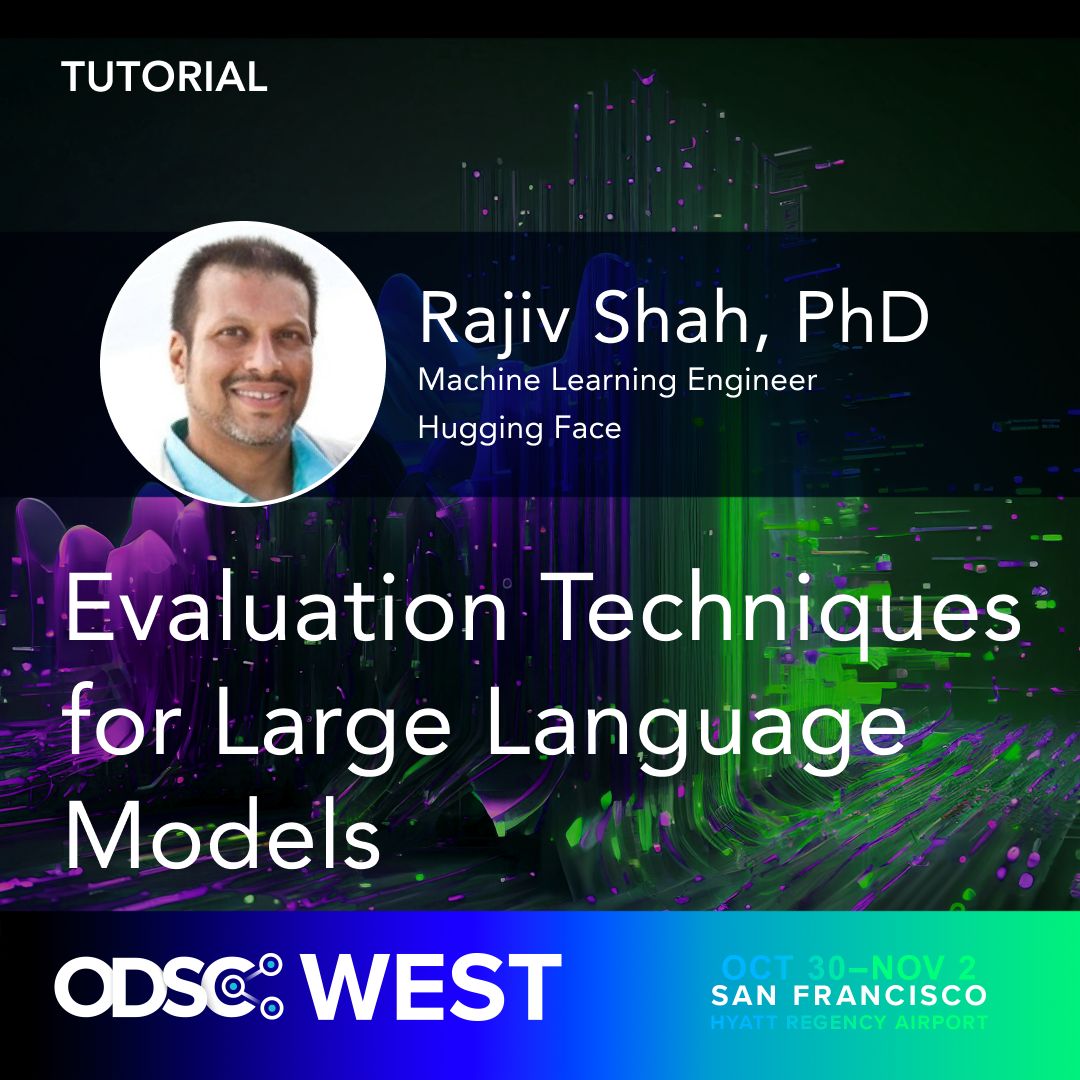 TUTORIAL
Rajiv Shah, PhD
Machine Learning Engineer
Hugging Face
Evaluation Techniques
for Large Language
Models
ODSC WEST
OCT 30–NOV 2
SAN FRANCISCO
HYATT REGENCY AIRPORT